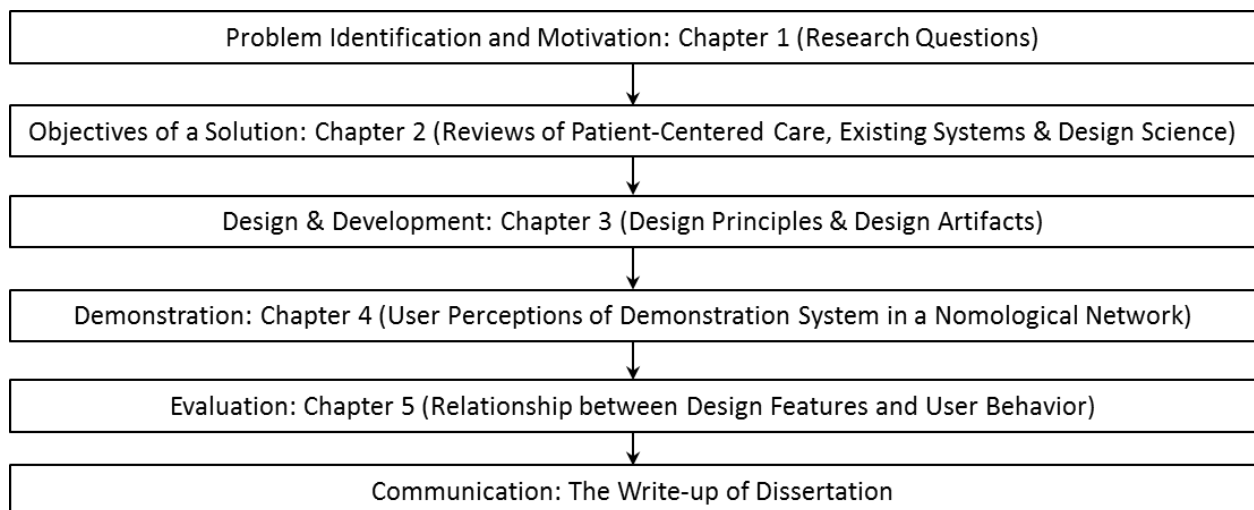 Problem Identification and Motivation: Chapter 1 (Research Questions)
Objectives of a Solution: Chapter 2 (Reviews of Patient-Centered Care, Existing Systems & Design Science)
Design & Development: Chapter 3 (Design Principles & Design Artifacts)
Demonstration: Chapter 4 (User Perceptions of Demonstration System in a Nomological Network)
Evaluation: Chapter 5 (Relationship between Design Features and User Behavior)
Communication: The Write-up of Dissertation